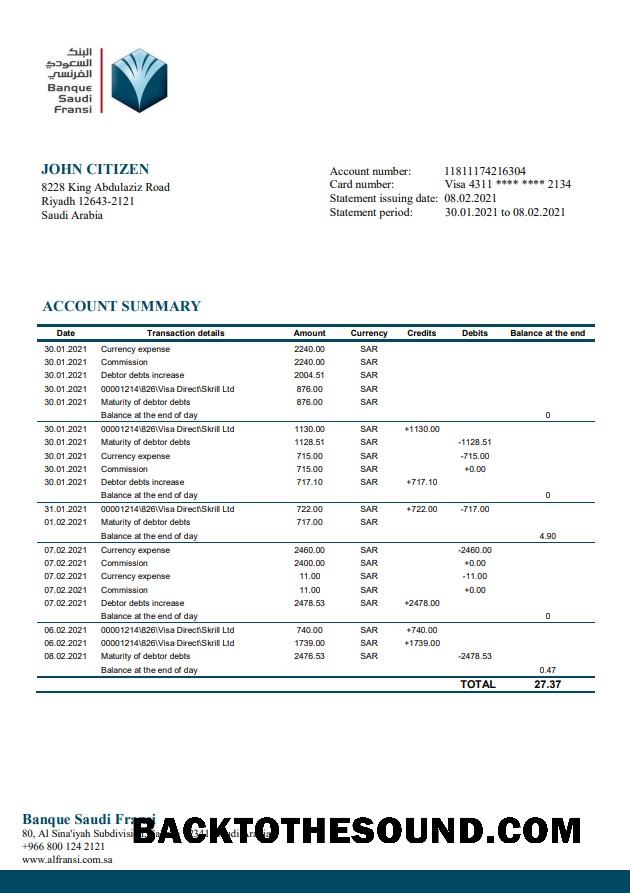 البنك
السعودي
الفرنسي
Banque
Saudi
Fransi
JOHN CITIZEN
8228 King Abdulaziz Road
Riyadh 12643-2121
Saudi Arabia
Account number: 11811174216304
Card number: Visa 4311 **** **** 2134
Statement issuing date: 08.02.2021
Statement period: 30.01.2021 to 08.02.2021
ACCOUNT SUMMARY
Date Transaction details Amount Currency Credits Debits Balance at the end
30.01.2021 Currency expense 2240.00 SAR
30.01.2021 Commission 2240.00 SAR
30.01.2021 Debtor debts increase 2004.51 SAR
30.01.2021 00001214\826\Visa Direct\Skrill Ltd 876.00 SAR
30.01.2021 Maturity of debtor debts 876.00 SAR
Balance at the end of day 0
30.01.2021 00001214\826\Visa Direct\Skrill Ltd 1130.00 SAR +1130.00
30.01.2021 Maturity of debtor debts 1128.51 SAR -1128.51
30.01.2021 Currency expense 715.00 SAR -715.00
30.01.2021 Commission 715.00 SAR +0.00
30.01.2021 Debtor debts increase 717.10 SAR +717.10
Balance at the end of day 0
31.01.2021 00001214\826\Visa Direct\Skrill Ltd 722.00 SAR +722.00 -717.00
01.02.2021 Maturity of debtor debts 717.00 SAR
Balance at the end of day 4.90
07.02.2021 Currency expense 2460.00 SAR -2460.00
07.02.2021 Commission 2400.00 SAR +0.00
07.02.2021 Currency expense 11.00 SAR -11.00
07.02.2021 Commission 11.00 SAR +0.00
07.02.2021 Debtor debts increase 2478.53 SAR +2478.00
Balance at the end of day 0
06.02.2021 00001214\826\Visa Direct\Skrill Ltd 740.00 SAR +740.00
06.02.2021 00001214\826\Visa Direct\Skrill Ltd 1739.00 SAR +1739.00
08.02.2021 Maturity of debtor debts 2476.53 SAR -2478.53
Balance at the end of day 0.47
TOTAL 27.37
Banque Saudi Fransi
80, Al Sina'iyah Subdivision
BACKTOTHESOUND.COM
+966 800 124 2121
www.alfransi.com.sa